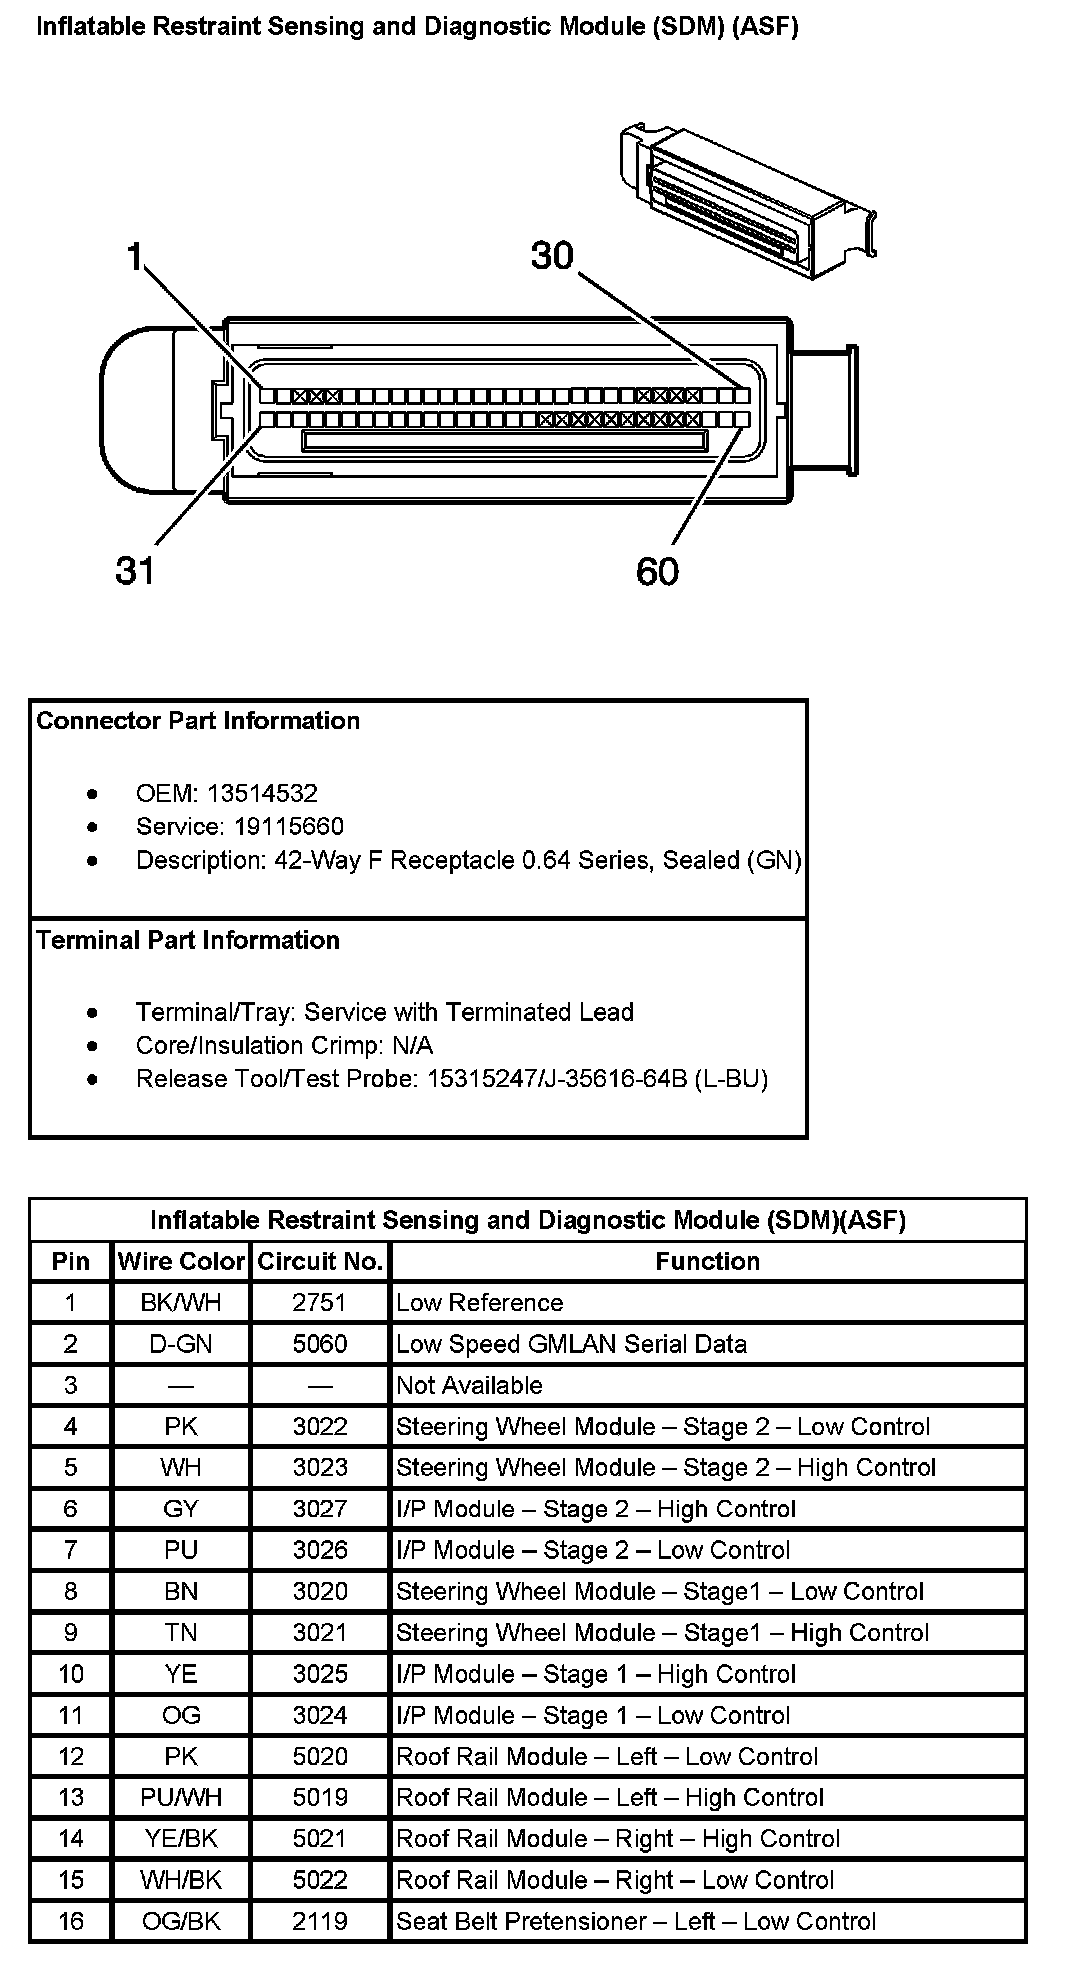 Inflatable Restraint Sensing and Diagnostic Module (SDM) (ASF)
1
30
31
60
Connector Part Information
• OEM: 13514532
• Service: 19115660
• Description: 42-Way F Receptacle 0.64 Series, Sealed (GN)
Terminal Part Information
• Terminal/Tray: Service with Terminated Lead
• Core/Insulation Crimp: N/A
• Release Tool/Test Probe: 15315247/J-35616-64B (L-BU)
Inflatable Restraint Sensing and Diagnostic Module (SDM)(ASF)
Pin Wire Color Circuit No. Function
1 BK/WH 2751 Low Reference
2 D-GN 5060 Low Speed GMLAN Serial Data
3 — — Not Available
4 PK 3022 Steering Wheel Module – Stage 2 – Low Control
5 WH 3023 Steering Wheel Module – Stage 2 – High Control
6 GY 3027 I/P Module – Stage 2 – High Control
7 PU 3026 I/P Module – Stage 2 – Low Control
8 BN 3020 Steering Wheel Module – Stage1 – Low Control
9 TN 3021 Steering Wheel Module – Stage1 – High Control
10 YE 3025 I/P Module – Stage 1 – High Control
11 OG 3024 I/P Module – Stage 1 – Low Control
12 PK 5020 Roof Rail Module – Left – Low Control
13 PU/WH 5019 Roof Rail Module – Left – High Control
14 YE/BK 5021 Roof Rail Module – Right – High Control
15 WH/BK 5022 Roof Rail Module – Right – Low Control
16 OG/BK 2119 Seat Belt Pretensioner – Left – Low Control